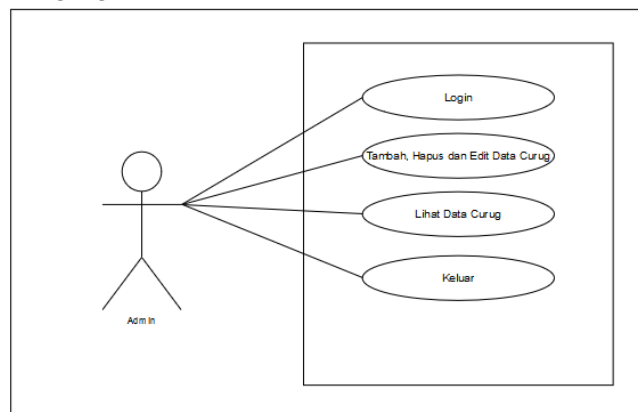 Login
Tambah, Hapus dan Edit Data Curug
Lihat Data Curug
Keluar
Admin